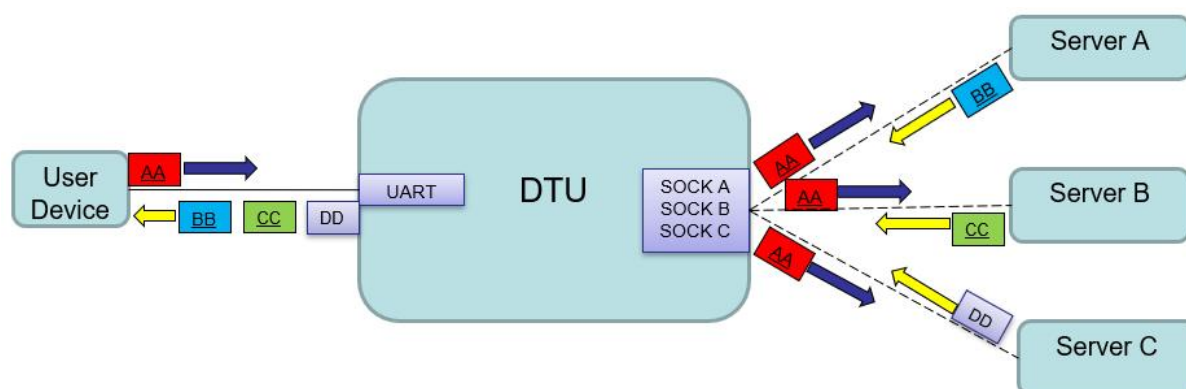 User
Device
AA
BB
CC
DD
UART
DTU
SOCK A
SOCK B
SOCK C
AA
AA
AA
BB
CC
DD
Server A
Server B
Server C